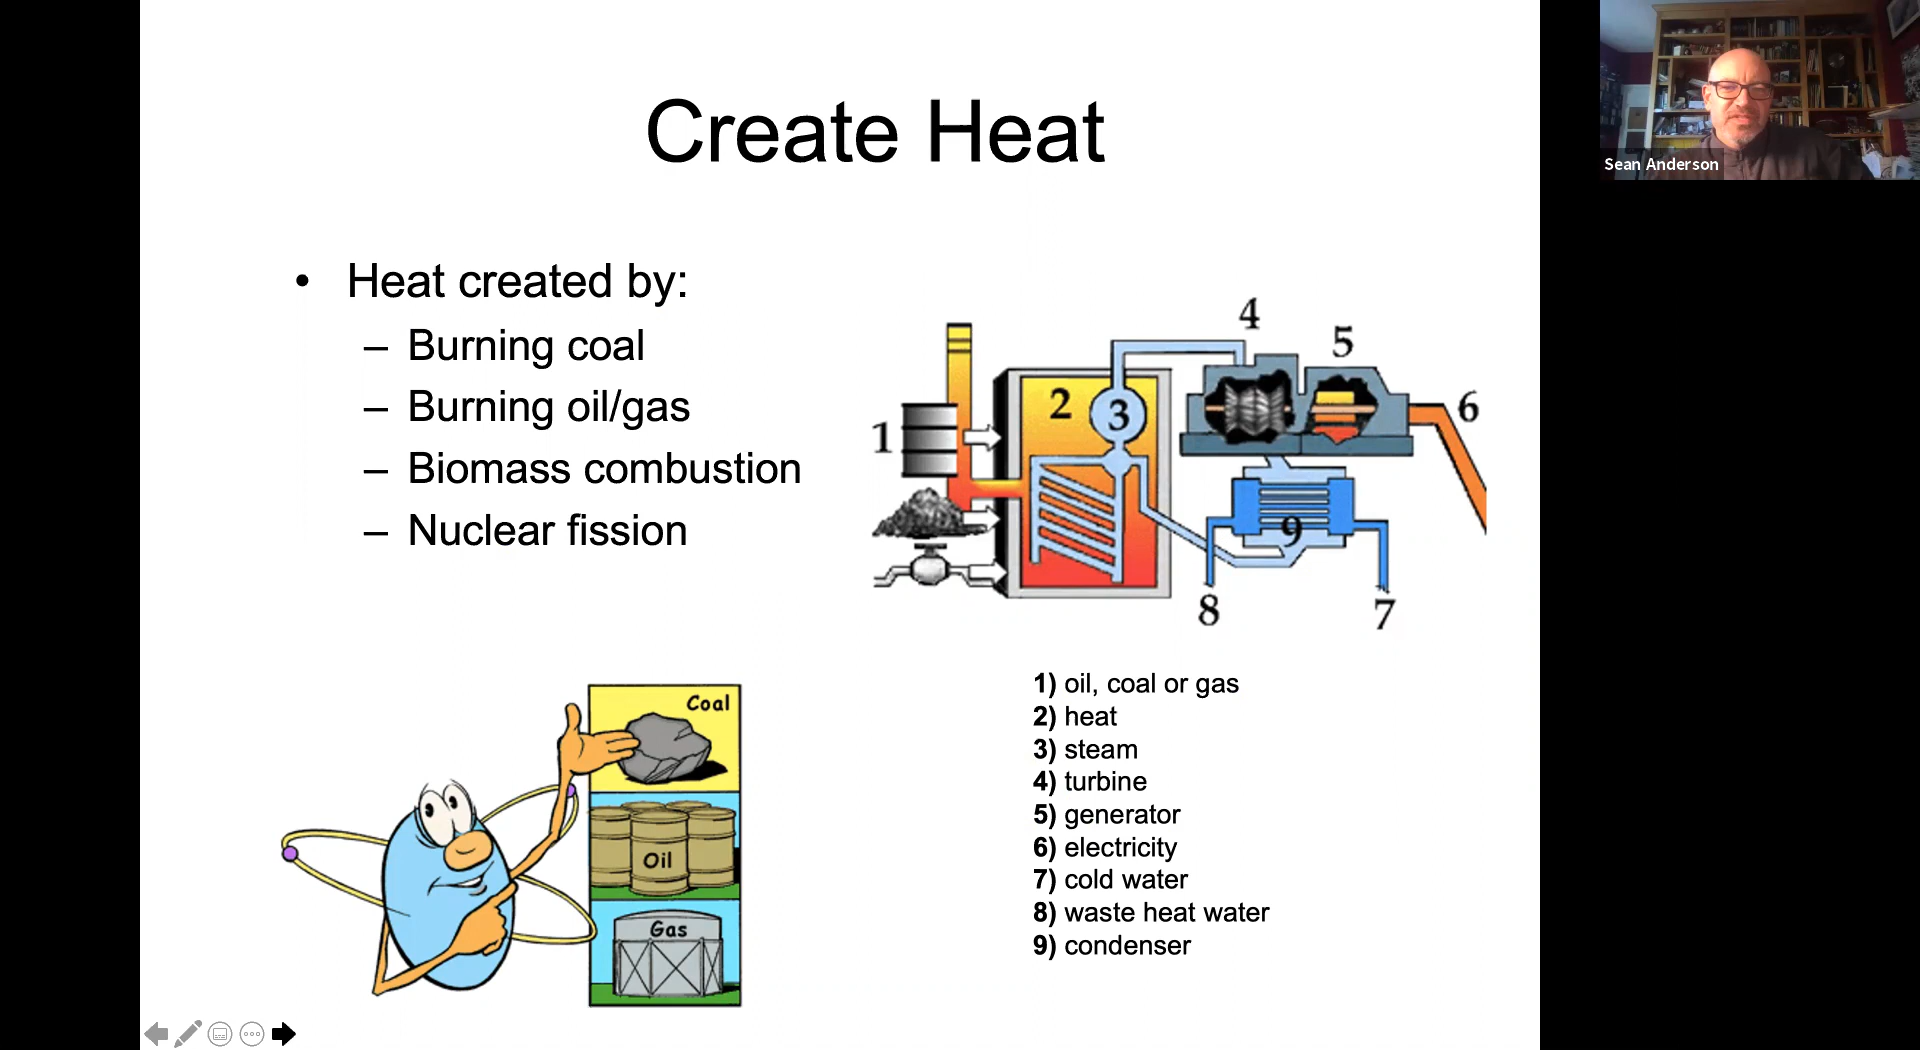 Create Heat
• Heat created by:
– Burning coal
– Burning oil/gas
– Biomass combustion
– Nuclear fission
1
2
3
4
5
6
7
8
9
1) oil, coal or gas
2) heat
3) steam
4) turbine
5) generator
6) electricity
7) cold water
8) waste heat water
9) condenser
Coal
Oil
Gas
Sean Anderson